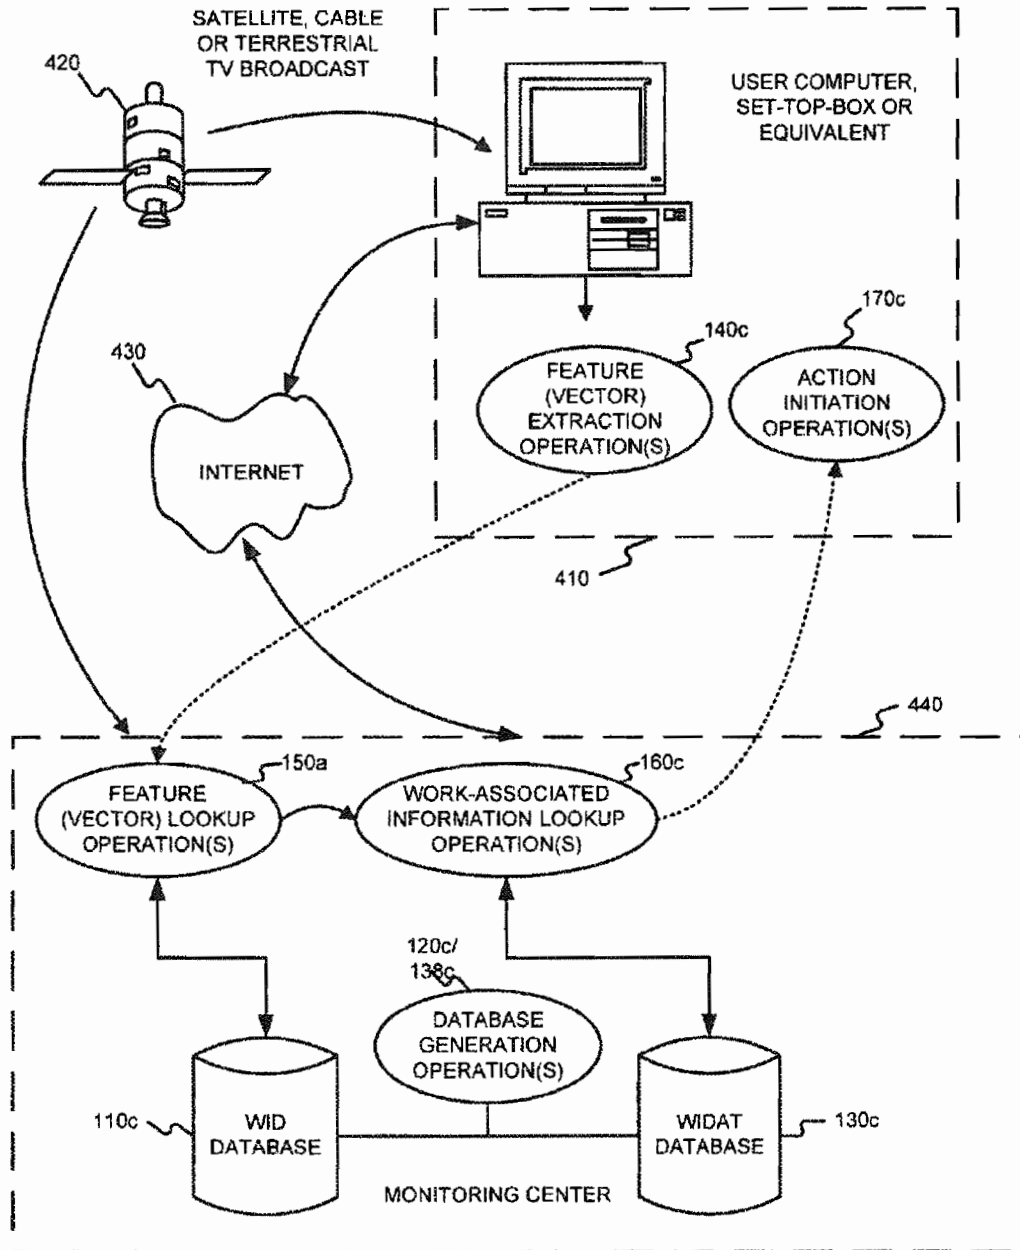 SATELLITE, CABLE
OR TERRESTRIAL
TV BROADCAST
420
USER COMPUTER,
SET-TOP-BOX OR
EQUIVALENT
170c
140c
430
FEATURE
(VECTOR)
EXTRACTION
OPERATION(S)
ACTION
INITIATION
OPERATION(S)
INTERNET
410
440
150a
160c
FEATURE
(VECTOR) LOOKUP
OPERATION(S)
WORK-ASSOCIATED
INFORMATION LOOKUP
OPERATION(S)
120c/
138c
DATABASE
GENERATION
OPERATION(S)
110c
WID
DATABASE
WIDAT
DATABASE
130c
MONITORING CENTER